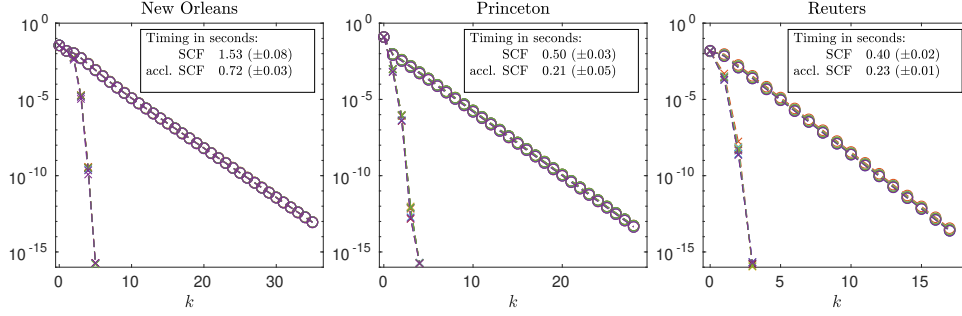 New Orleans
10^0
10^-5
10^-10
10^-15
Timing in seconds:
SCF 1.53 (±0.08)
accl. SCF 0.72 (±0.03)
0 10 20 30
k
Princeton
10^0
10^-5
10^-10
10^-15
Timing in seconds:
SCF 0.50 (±0.03)
accl. SCF 0.21 (±0.05)
0 10 20
k
Reuters
10^0
10^-5
10^-10
10^-15
Timing in seconds:
SCF 0.40 (±0.02)
accl. SCF 0.23 (±0.01)
0 5 10 15
k